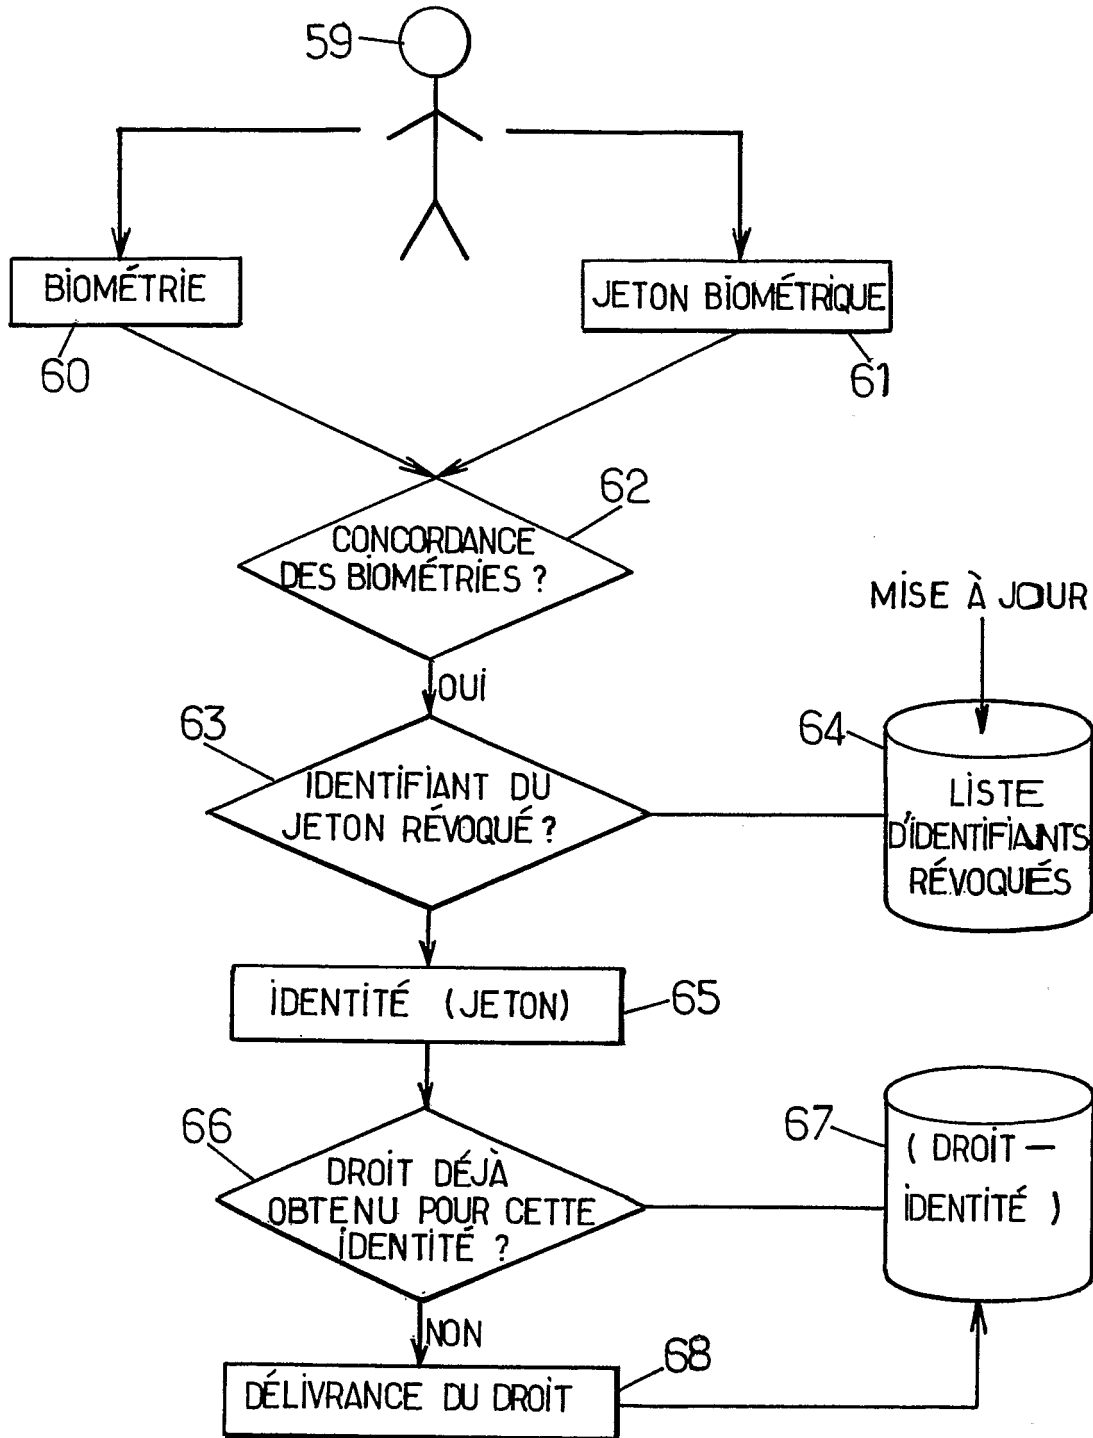 59
BIOMÉTRIE
JETON BIOMÉTRIQUE
60
61
62
CONCORDANCE
DES BIOMÉTRIES ?
MISE À JOUR
OUI
63
64
IDENTIFIANT DU
JETON RÉVOQUÉ ?
LISTE
D'IDENTIFIANTS
RÉVOQUÉS
IDENTITÉ (JETON)
65
66
67
DROIT DÉJÀ
OBTENU POUR CETTE
IDENTITÉ ?
( DROIT —
IDENTITÉ )
NON
68
DÉLIVRANCE DU DROIT